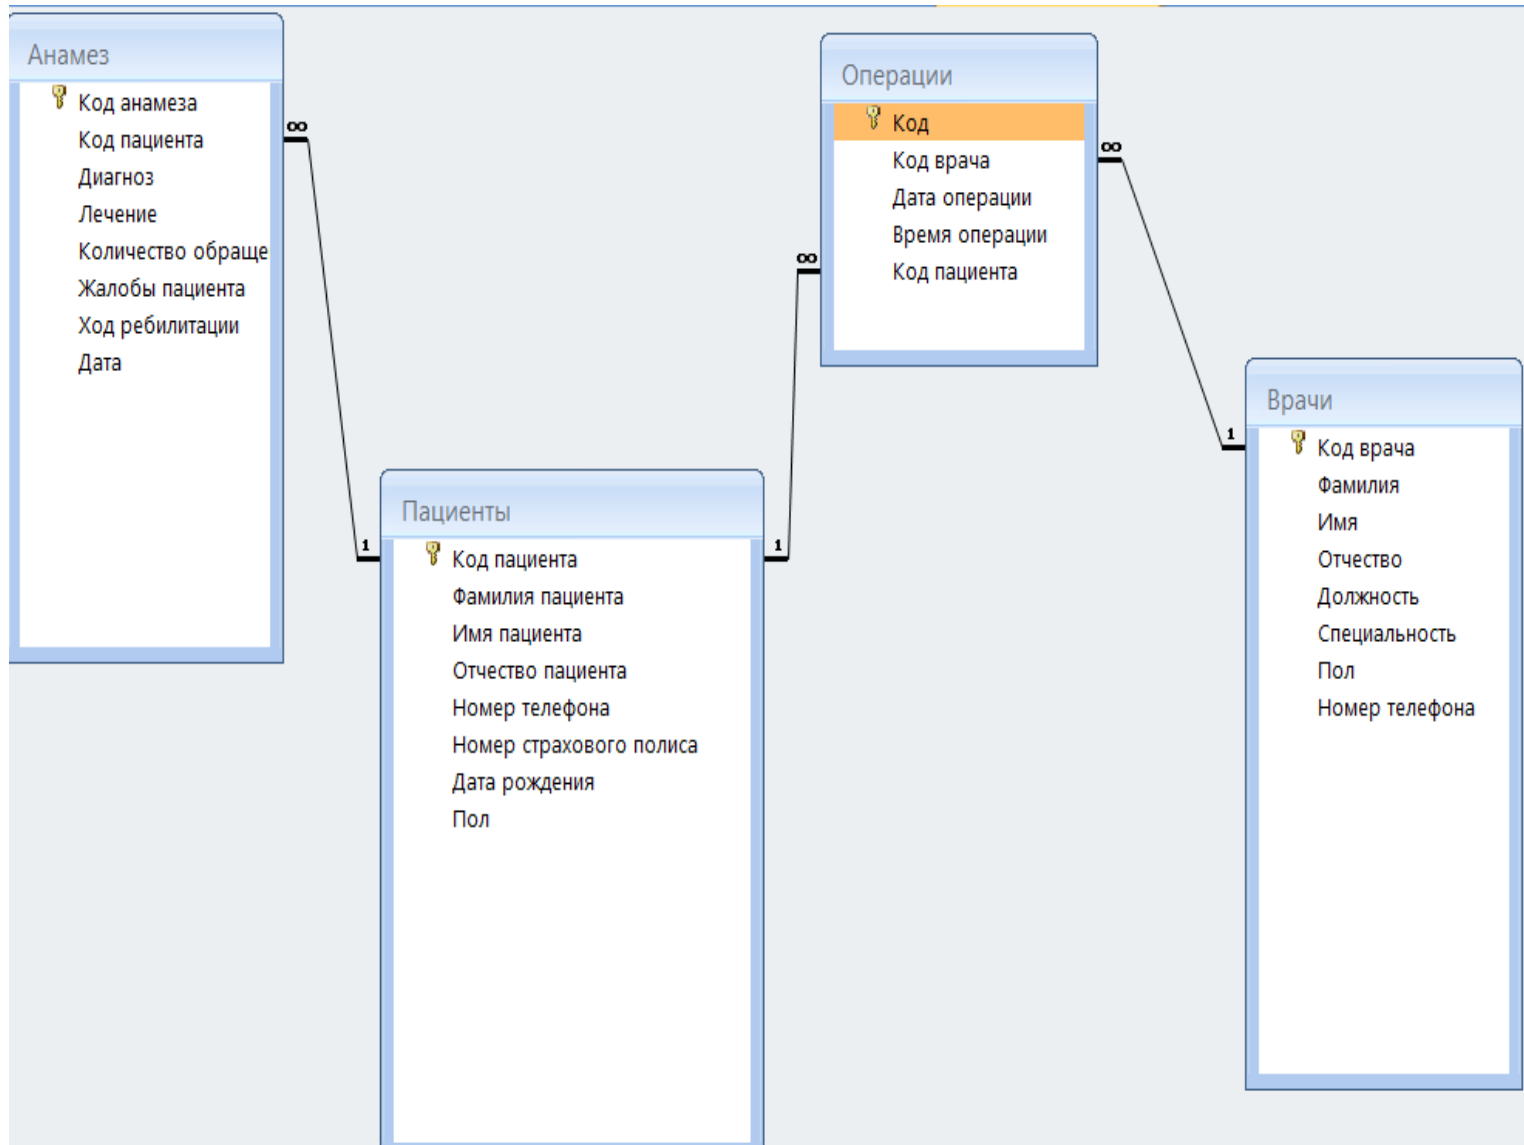 Анамез
Код анамеза
Код пациента
Диагноз
Лечение
Количество обраще
Жалобы пациента
Ход ребилитации
Дата
∞
1
Пациенты
Код пациента
Фамилия пациента
Имя пациента
Отчество пациента
Номер телефона
Номер страхового полиса
Дата рождения
Пол
1
∞
Операции
Код
Код врача
Дата операции
Время операции
Код пациента
∞
1
Врачи
Код врача
Фамилия
Имя
Отчество
Должность
Специальность
Пол
Номер телефона